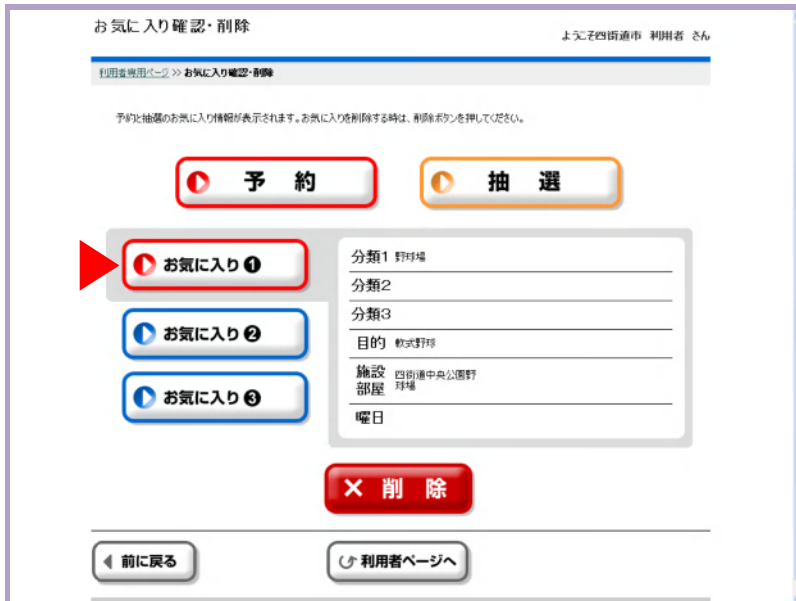 お気に入り確認・削除
ようこそ四街道市 利用者 さん
利用者専用ページ >> お気に入り確認・削除
予約と抽選のお気に入り情報が表示されます。お気に入りを削除する時は、削除ボタンを押してください。
予 約
抽 選
お気に入り❶
お気に入り❷
お気に入り❸
分類1 野球場
分類2
分類3
目的 軟式野球
施設 四街道中央公園野
部屋 球場
曜日
× 削 除
前に戻る
利用者ページへ